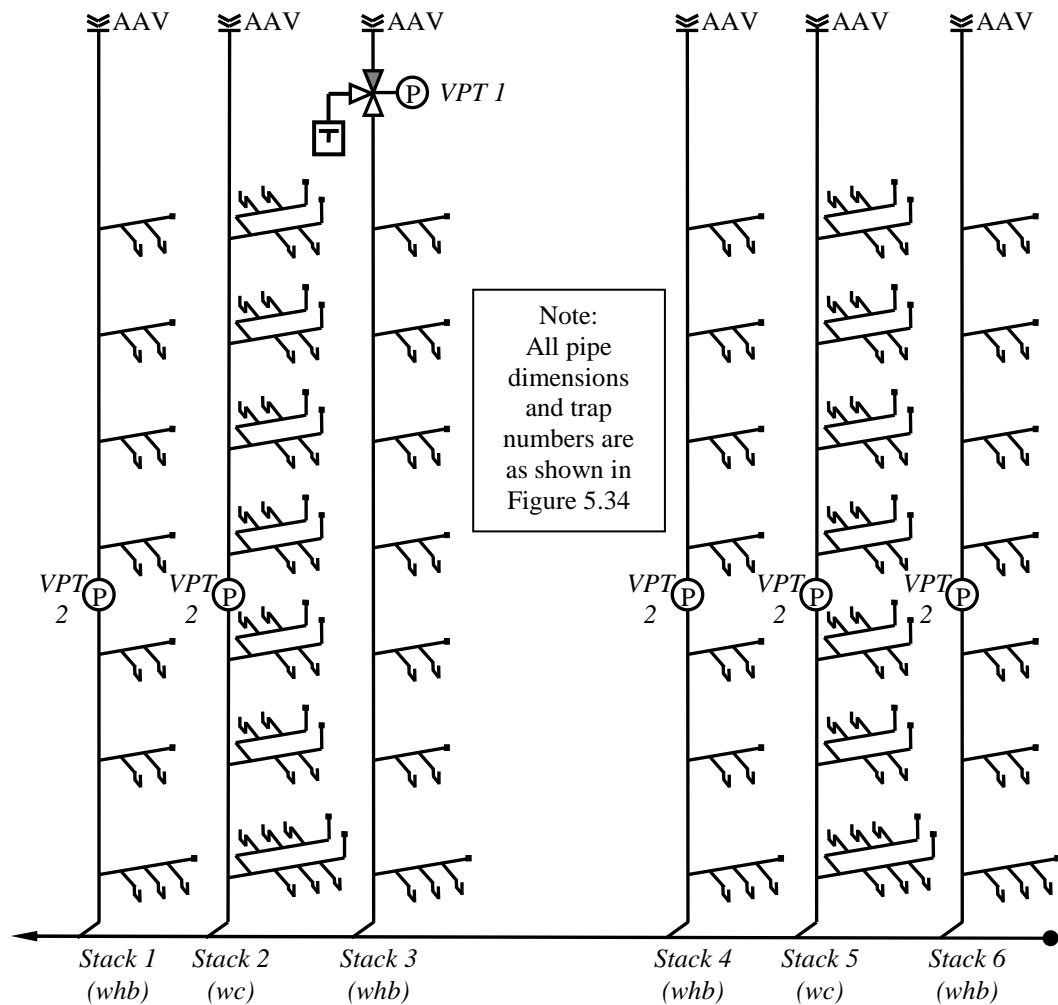 AAV AAV AAV AAV AAV AAV
P VPT 1
T
Note:
All pipe
dimensions
and trap
numbers are
as shown in
Figure 5.34
VPT 2 P VPT 2 P VPT 2 P VPT 2 P VPT 2 P
Stack 1 Stack 2 Stack 3 Stack 4 Stack 5 Stack 6
(whb) (wc) (whb) (whb) (wc) (whb)